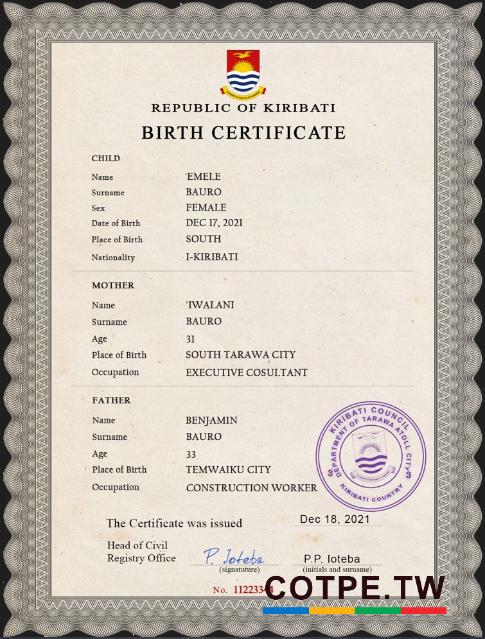 REPUBLIC OF KIRIBATI
BIRTH CERTIFICATE
CHILD
Name 'EMELE
Surname BAURO
Sex FEMALE
Date of Birth DEC 17, 2021
Place of Birth SOUTH
Nationality I-KIRIBATI
MOTHER
Name 'IWALANI
Surname BAURO
Age 31
Place of Birth SOUTH TARAWA CITY
Occupation EXECUTIVE COSULTANT
FATHER
Name BENJAMIN
Surname BAURO
Age 33
Place of Birth TEMWAIKU CITY
Occupation CONSTRUCTION WORKER
KIRIBATI COUNCIL
DEPARTMENT OF TARAWA ATOLL CITY
KIRIBATI COUNTRY
The Certificate was issued Dec 18, 2021
Head of Civil
Registry Office P. Ioteba P.P. Ioteba
(signature) (initials and surname)
No. 1122334
COTPE.TW